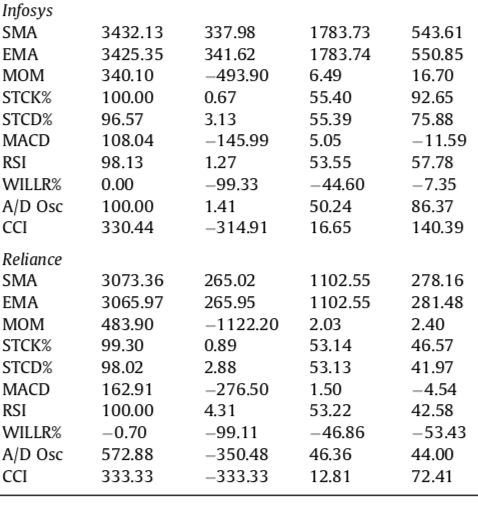 Infosys
SMA 3432.13 337.98 1783.73 543.61
EMA 3425.35 341.62 1783.74 550.85
MOM 340.10 −493.90 6.49 16.70
STCK% 100.00 0.67 55.40 92.65
STCD% 96.57 3.13 55.39 75.88
MACD 108.04 −145.99 5.05 −11.59
RSI 98.13 1.27 53.55 57.78
WILLR% 0.00 −99.33 −44.60 −7.35
A/D Osc 100.00 1.41 50.24 86.37
CCI 330.44 −314.91 16.65 140.39
Reliance
SMA 3073.36 265.02 1102.55 278.16
EMA 3065.97 265.95 1102.55 281.48
MOM 483.90 −1122.20 2.03 2.40
STCK% 99.30 0.89 53.14 46.57
STCD% 98.02 2.88 53.13 41.97
MACD 162.91 −276.50 1.50 −4.54
RSI 100.00 4.31 53.22 42.58
WILLR% −0.70 −99.11 −46.86 −53.43
A/D Osc 572.88 −350.48 46.36 44.00
CCI 333.33 −333.33 12.81 72.41